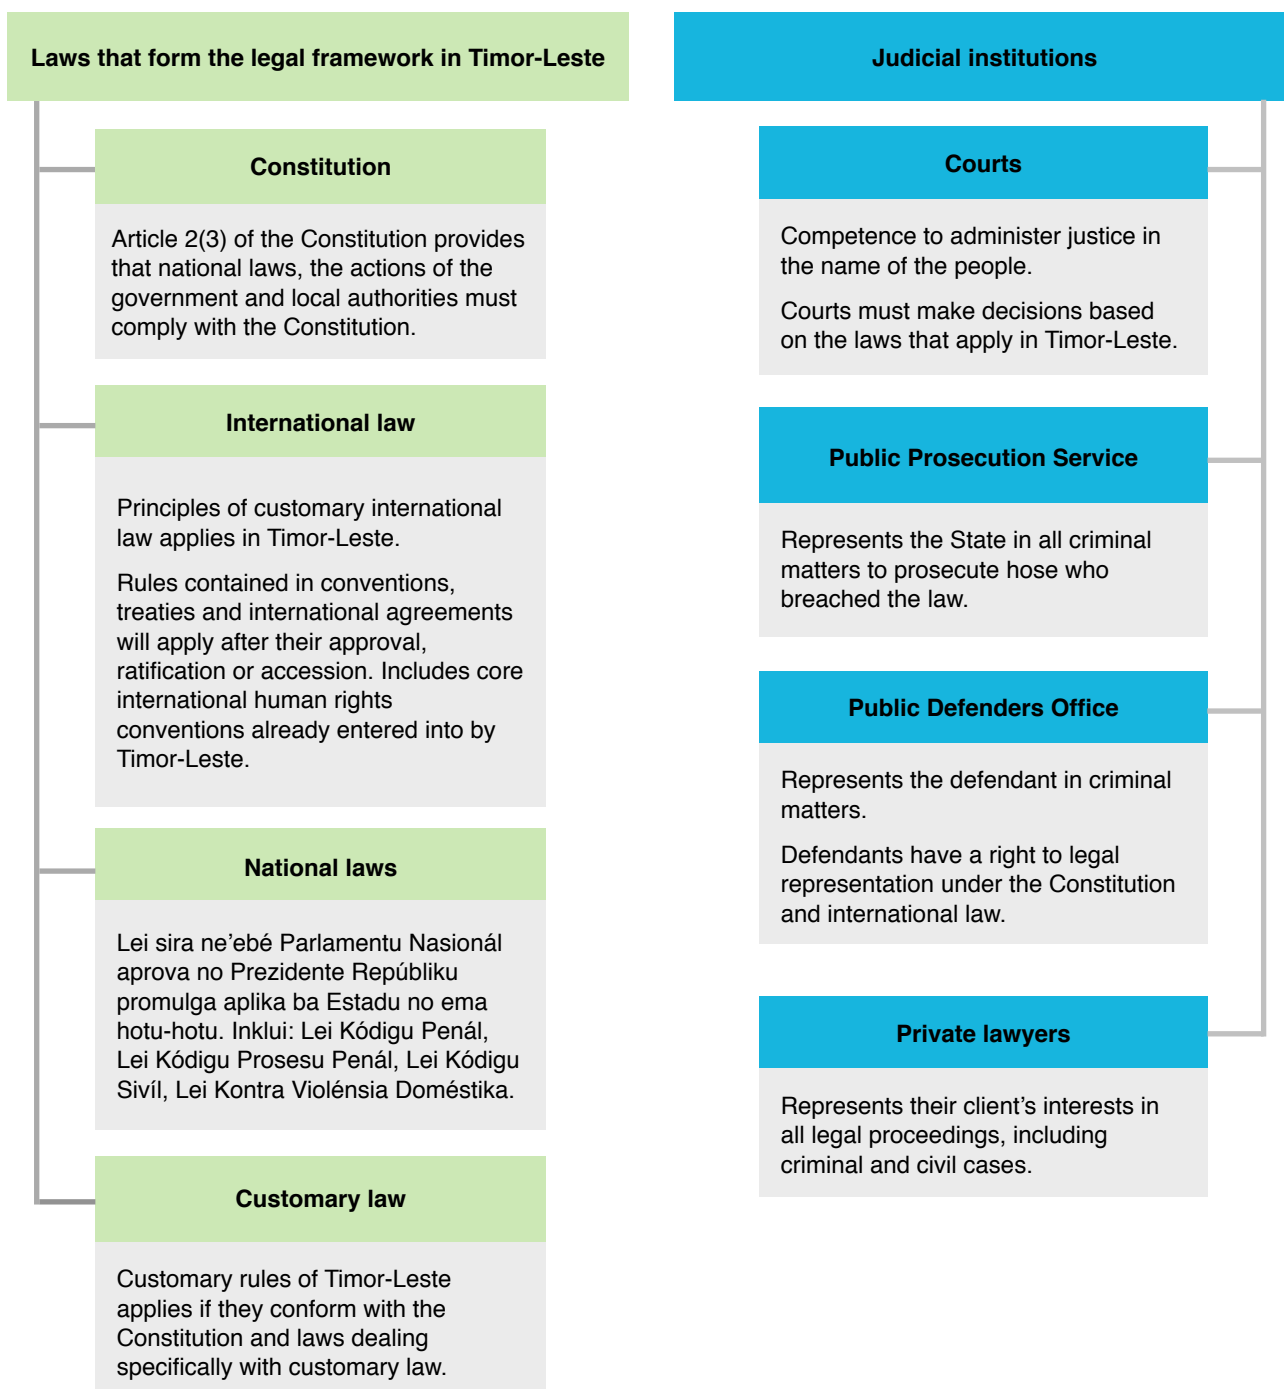 Laws that form the legal framework in Timor-Leste
Constitution
Article 2(3) of the Constitution provides
that national laws, the actions of the
government and local authorities must
comply with the Constitution.
International law
Principles of customary international
law applies in Timor-Leste.
Rules contained in conventions,
treaties and international agreements
will apply after their approval,
ratification or accession. Includes core
international human rights
conventions already entered into by
Timor-Leste.
National laws
Lei sira ne’ebé Parlamentu Nasionál
aprova no Prezidente Repúbliku
promulga aplika ba Estadu no ema
hotu-hotu. Inklui: Lei Kódigu Penál,
Lei Kódigu Prosesu Penál, Lei Kódigu
Sivíl, Lei Kontra Violénsia Doméstika.
Customary law
Customary rules of Timor-Leste
applies if they conform with the
Constitution and laws dealing
specifically with customary law.
Judicial institutions
Courts
Competence to administer justice in
the name of the people.
Courts must make decisions based
on the laws that apply in Timor-Leste.
Public Prosecution Service
Represents the State in all criminal
matters to prosecute hose who
breached the law.
Public Defenders Office
Represents the defendant in criminal
matters.
Defendants have a right to legal
representation under the Constitution
and international law.
Private lawyers
Represents their client’s interests in
all legal proceedings, including
criminal and civil cases.